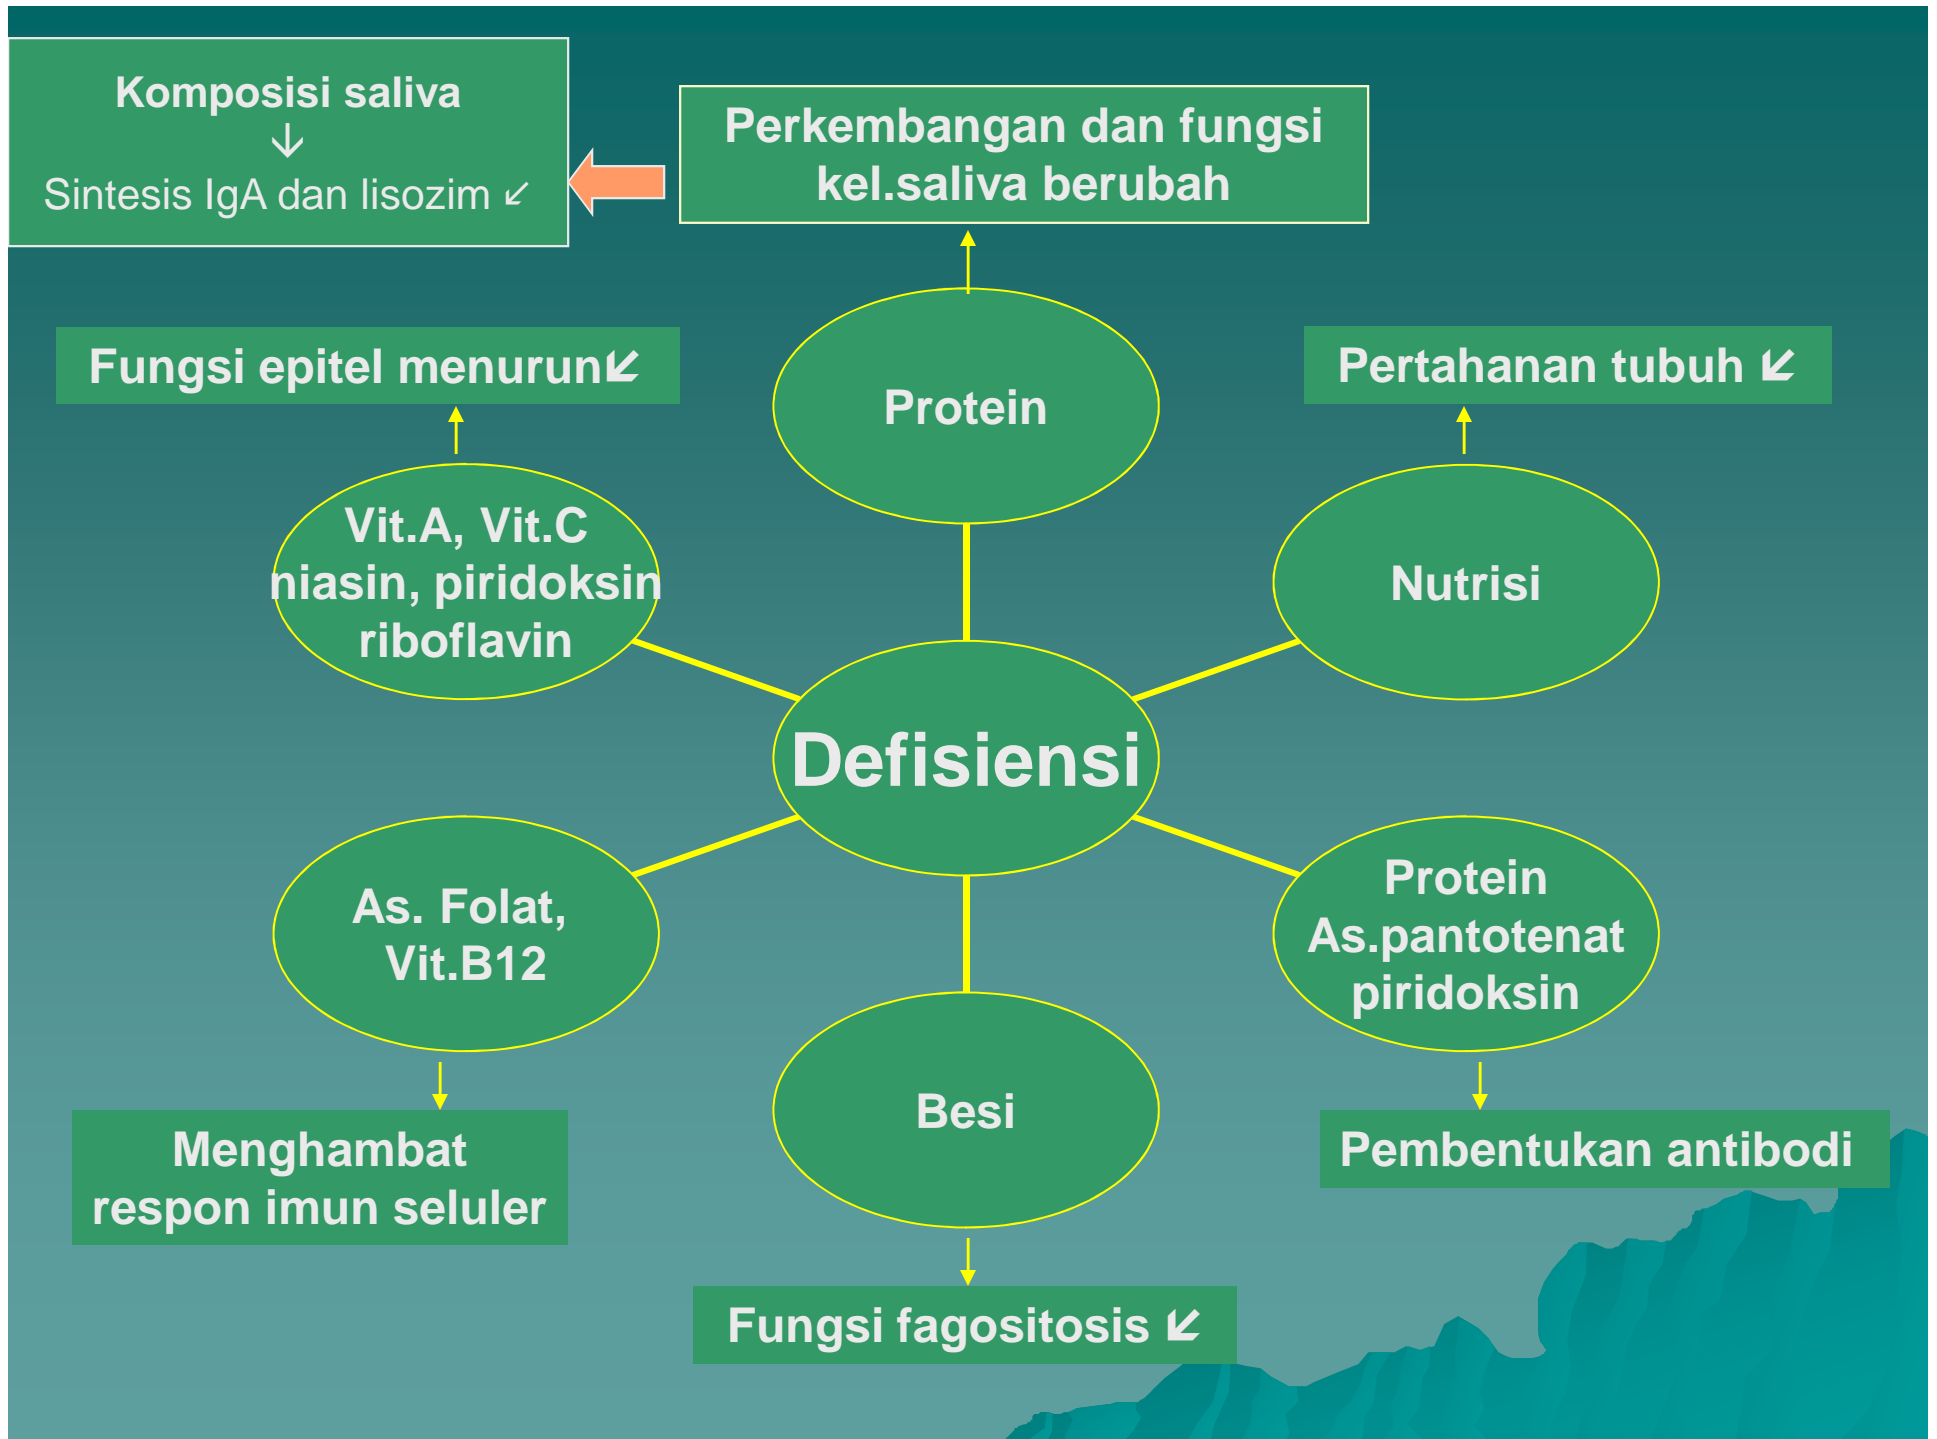 Komposisi saliva
↓
Sintesis IgA dan lisozim ↙
Perkembangan dan fungsi
kel.saliva berubah
Fungsi epitel menurun↙
Protein
Pertahanan tubuh ↙
Vit.A, Vit.C
niasin, piridoksin
riboflavin
Nutrisi
Defisiensi
As. Folat,
Vit.B12
Protein
As.pantotenat
piridoksin
Besi
Menghambat
respon imun seluler
Pembentukan antibodi
Fungsi fagositosis ↙